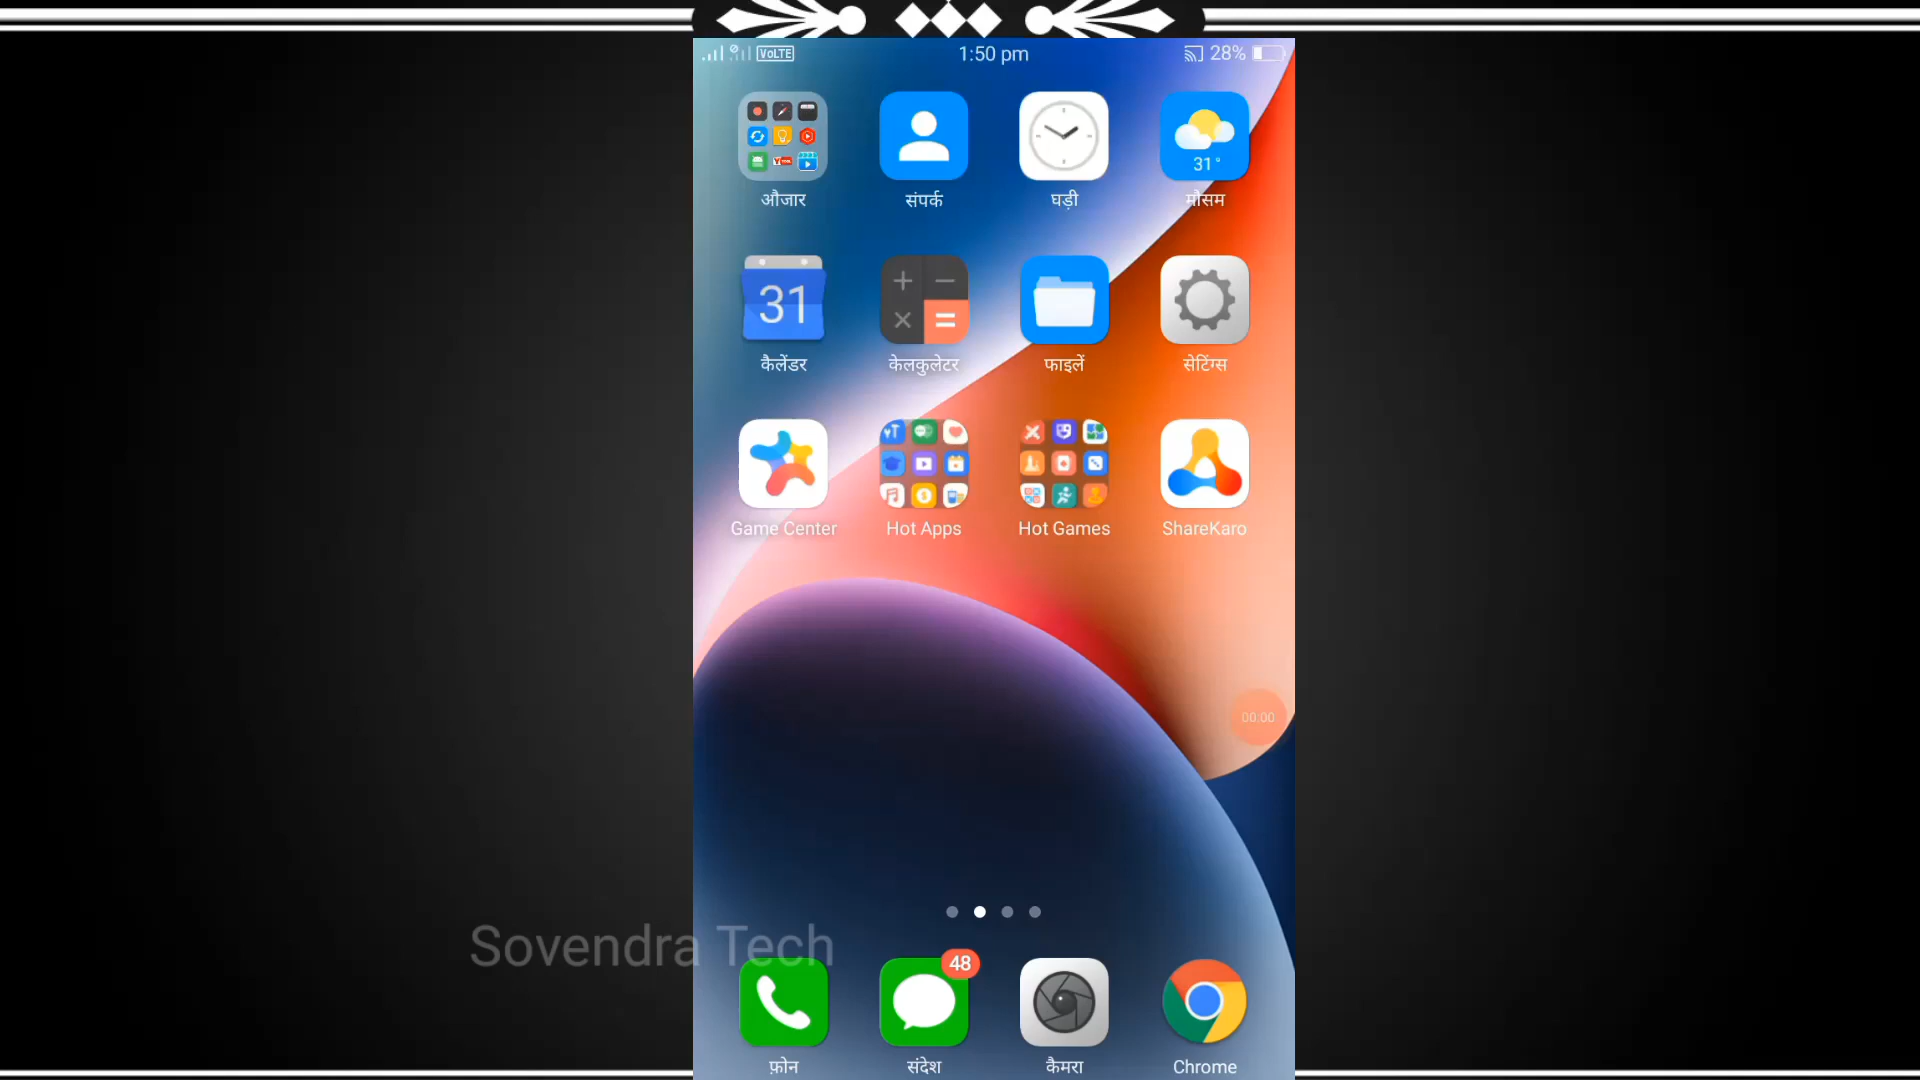 VoLTE 1:50 pm 28%
31°
औजार संपर्क घड़ी मौसम
31
कैलेंडर केलकुलेटर फाइलें सेटिंग्स
Game Center Hot Apps Hot Games ShareKaro
00:00
Sovendra Tech
48
फ़ोन संदेश कैमरा Chrome